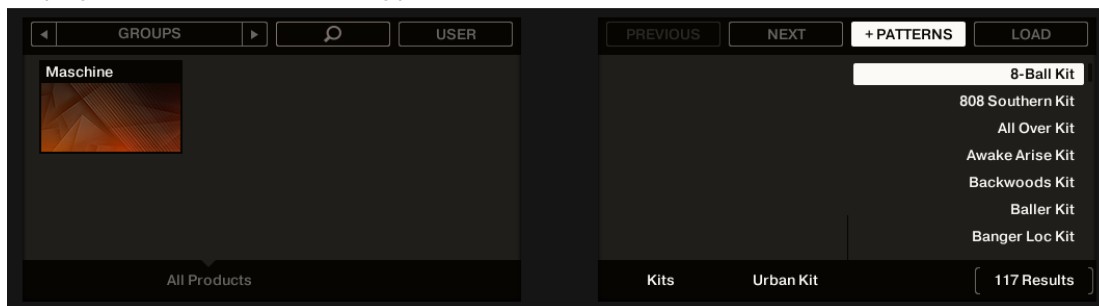 GROUPS
USER
Maschine
All Products
PREVIOUS NEXT + PATTERNS LOAD
8-Ball Kit
808 Southern Kit
All Over Kit
Awake Arise Kit
Backwoods Kit
Baller Kit
Banger Loc Kit
Kits Urban Kit 117 Results